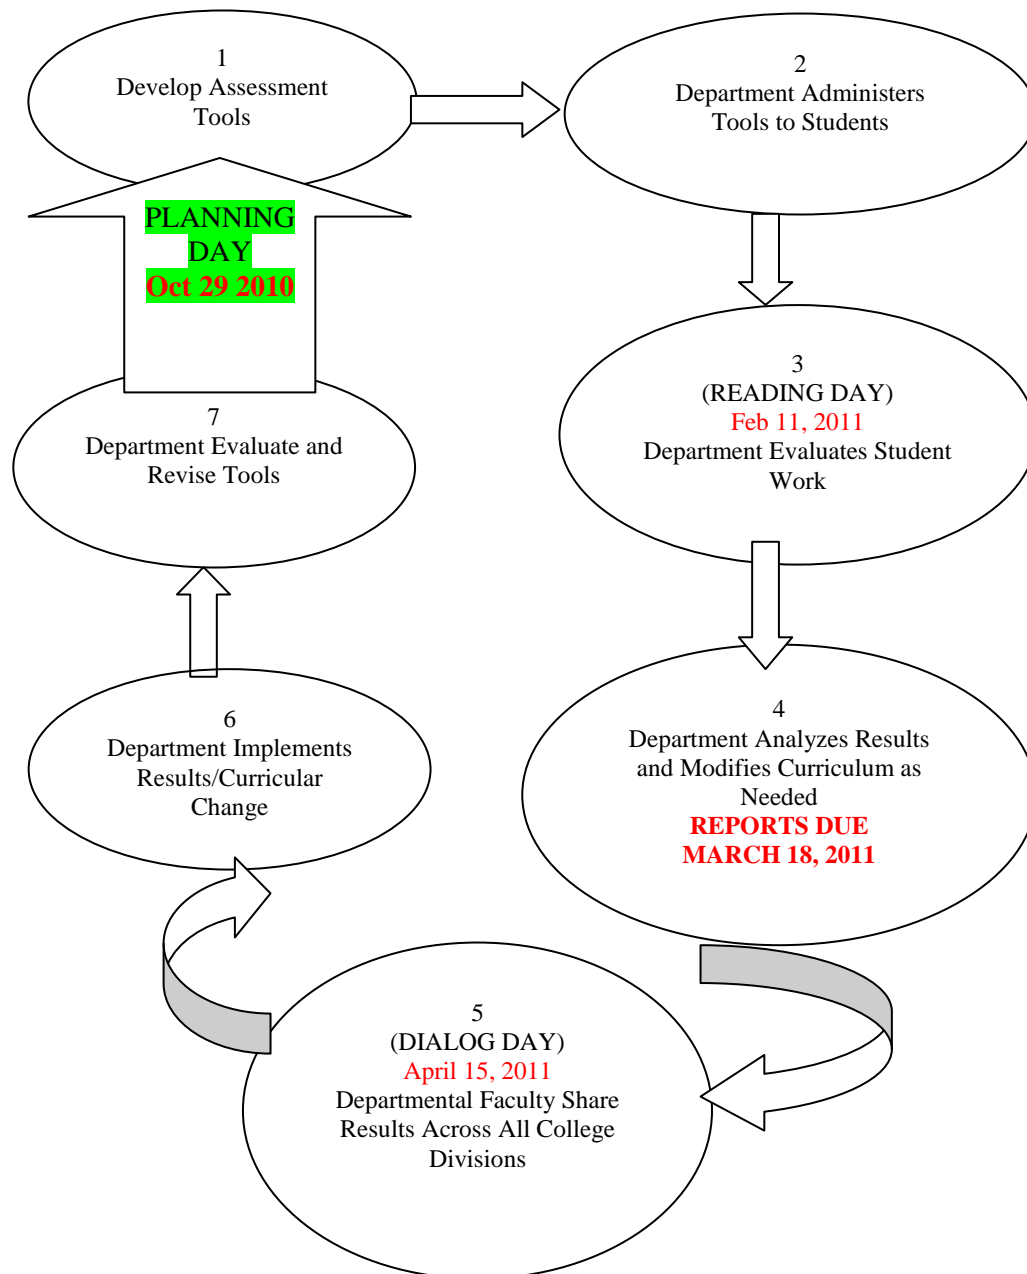 1
Develop Assessment
Tools
2
Department Administers
Tools to Students
PLANNING
DAY
Oct 29 2010
3
(READING DAY)
Feb 11, 2011
Department Evaluates Student
Work
7
Department Evaluate and
Revise Tools
4
Department Analyzes Results
and Modifies Curriculum as
Needed
REPORTS DUE
MARCH 18, 2011
6
Department Implements
Results/Curricular
Change
5
(DIALOG DAY)
April 15, 2011
Departmental Faculty Share
Results Across All College
Divisions